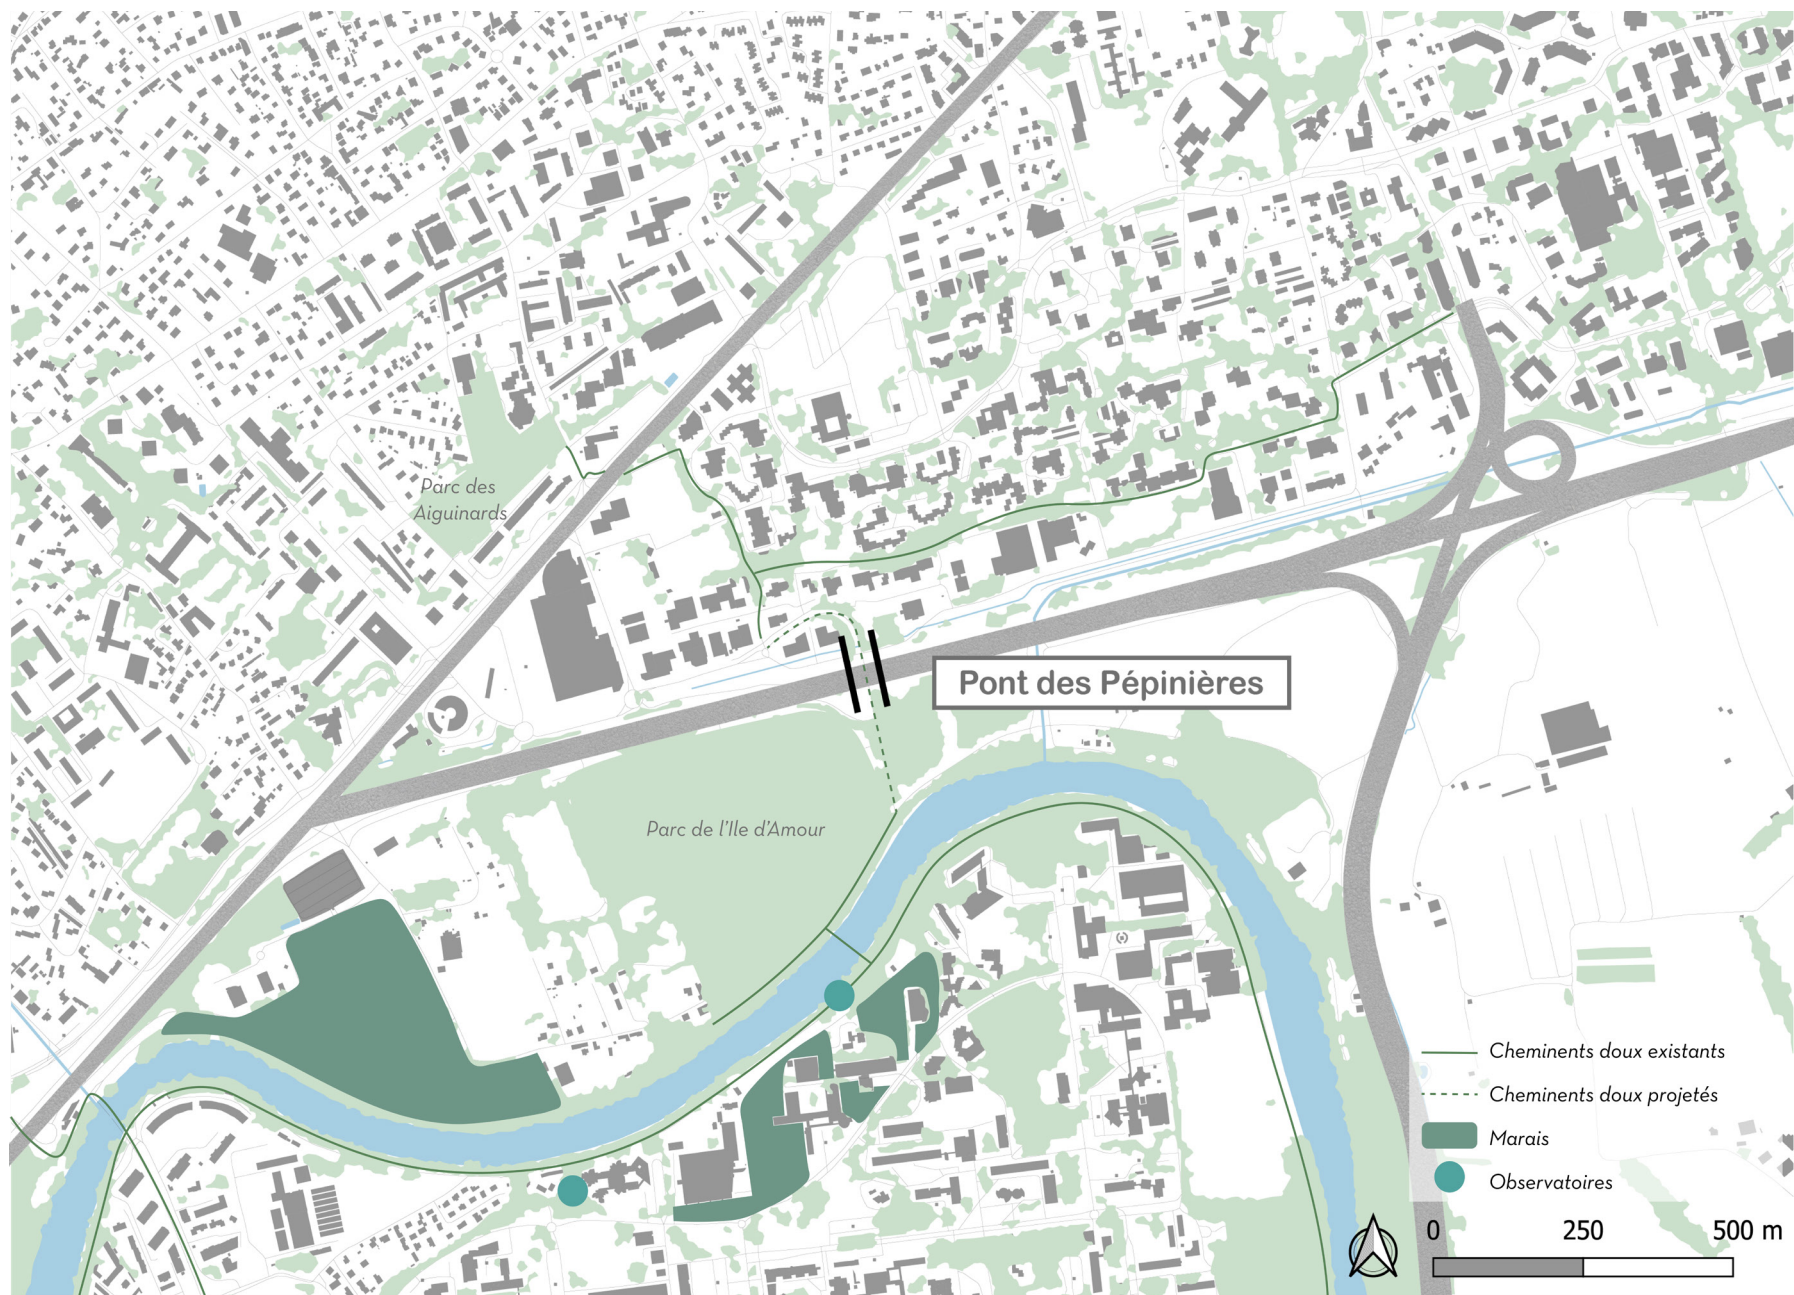 Parc des
Aiguinards
Pont des Pépinières
Parc de l'Ile d'Amour
Cheminents doux existants
Cheminents doux projetés
Marais
Observatoires
0 250 500 m